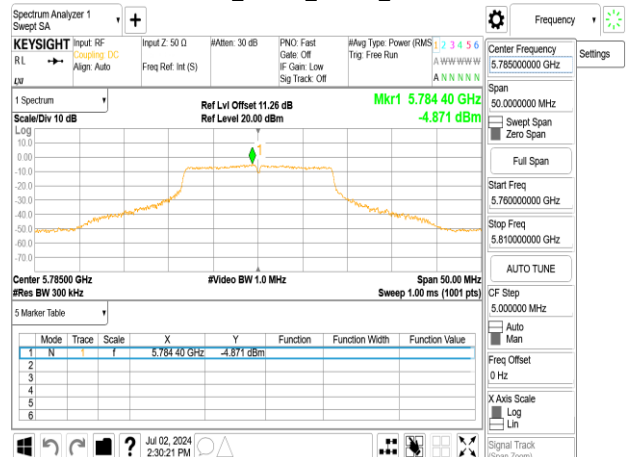 Spectrum Analyzer 1
Swept SA
Frequency
KEYSIGHT
RL
Input: RF
Coupling: DC
Align: Auto
Input Z: 50 Ω
Freq Ref: Int (S)
#Atten: 30 dB
PNO: Fast
Gate: Off
IF Gain: Low
Sig Track: Off
#Avg Type: Power (RMS
Trig: Free Run
1 2 3 4 5 6
A W W W W W
A N N N N N
1 Spectrum
Scale/Div 10 dB
Ref Lvl Offset 11.26 dB
Ref Level 20.00 dBm
Mkr1 5.784 40 GHz
-4.871 dBm
Log
10.0
0.00
-10.0
-20.0
-30.0
-40.0
-50.0
-60.0
-70.0
1
Center 5.78500 GHz
#Res BW 300 kHz
#Video BW 1.0 MHz
Span 50.00 MHz
Sweep 1.00 ms (1001 pts)
5 Marker Table
Mode Trace Scale X Y Function Function Width Function Value
1 N 1 f 5.784 40 GHz -4.871 dBm
2
3
4
5
6
Jul 02, 2024
2:30:21 PM
Center Frequency
5.785000000 GHz
Settings
Span
50.0000000 MHz
Swept Span
Zero Span
Full Span
Start Freq
5.760000000 GHz
Stop Freq
5.810000000 GHz
AUTO TUNE
CF Step
5.000000 MHz
Auto
Man
Freq Offset
0 Hz
X Axis Scale
Log
Lin
Signal Track
(Span Zoom)